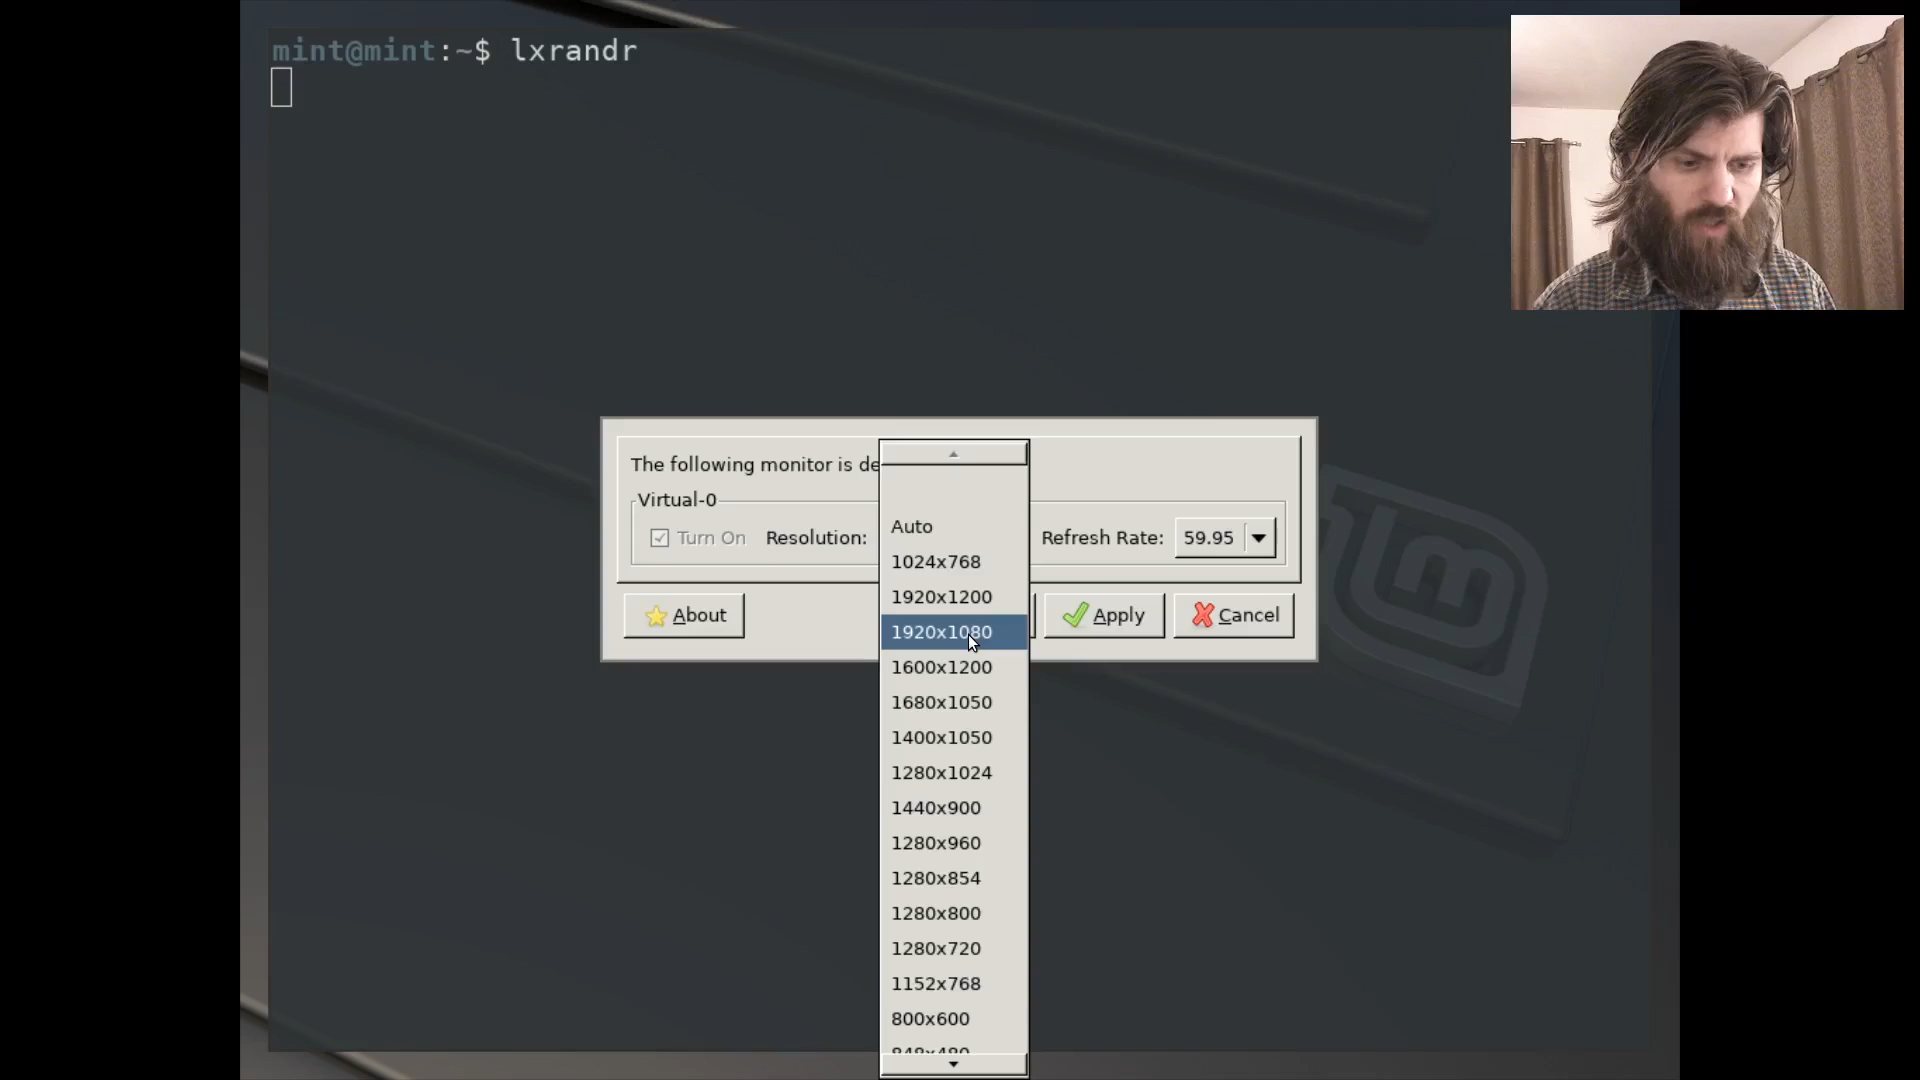 mint@mint:~$ lxrandr
The following monitor is de
Virtual-0
Turn On
Resolution:
Refresh Rate:
59.95
About
Apply
Cancel
Auto
1024x768
1920x1200
1920x1080
1600x1200
1680x1050
1400x1050
1280x1024
1440x900
1280x960
1280x854
1280x800
1280x720
1152x768
800x600
848x480